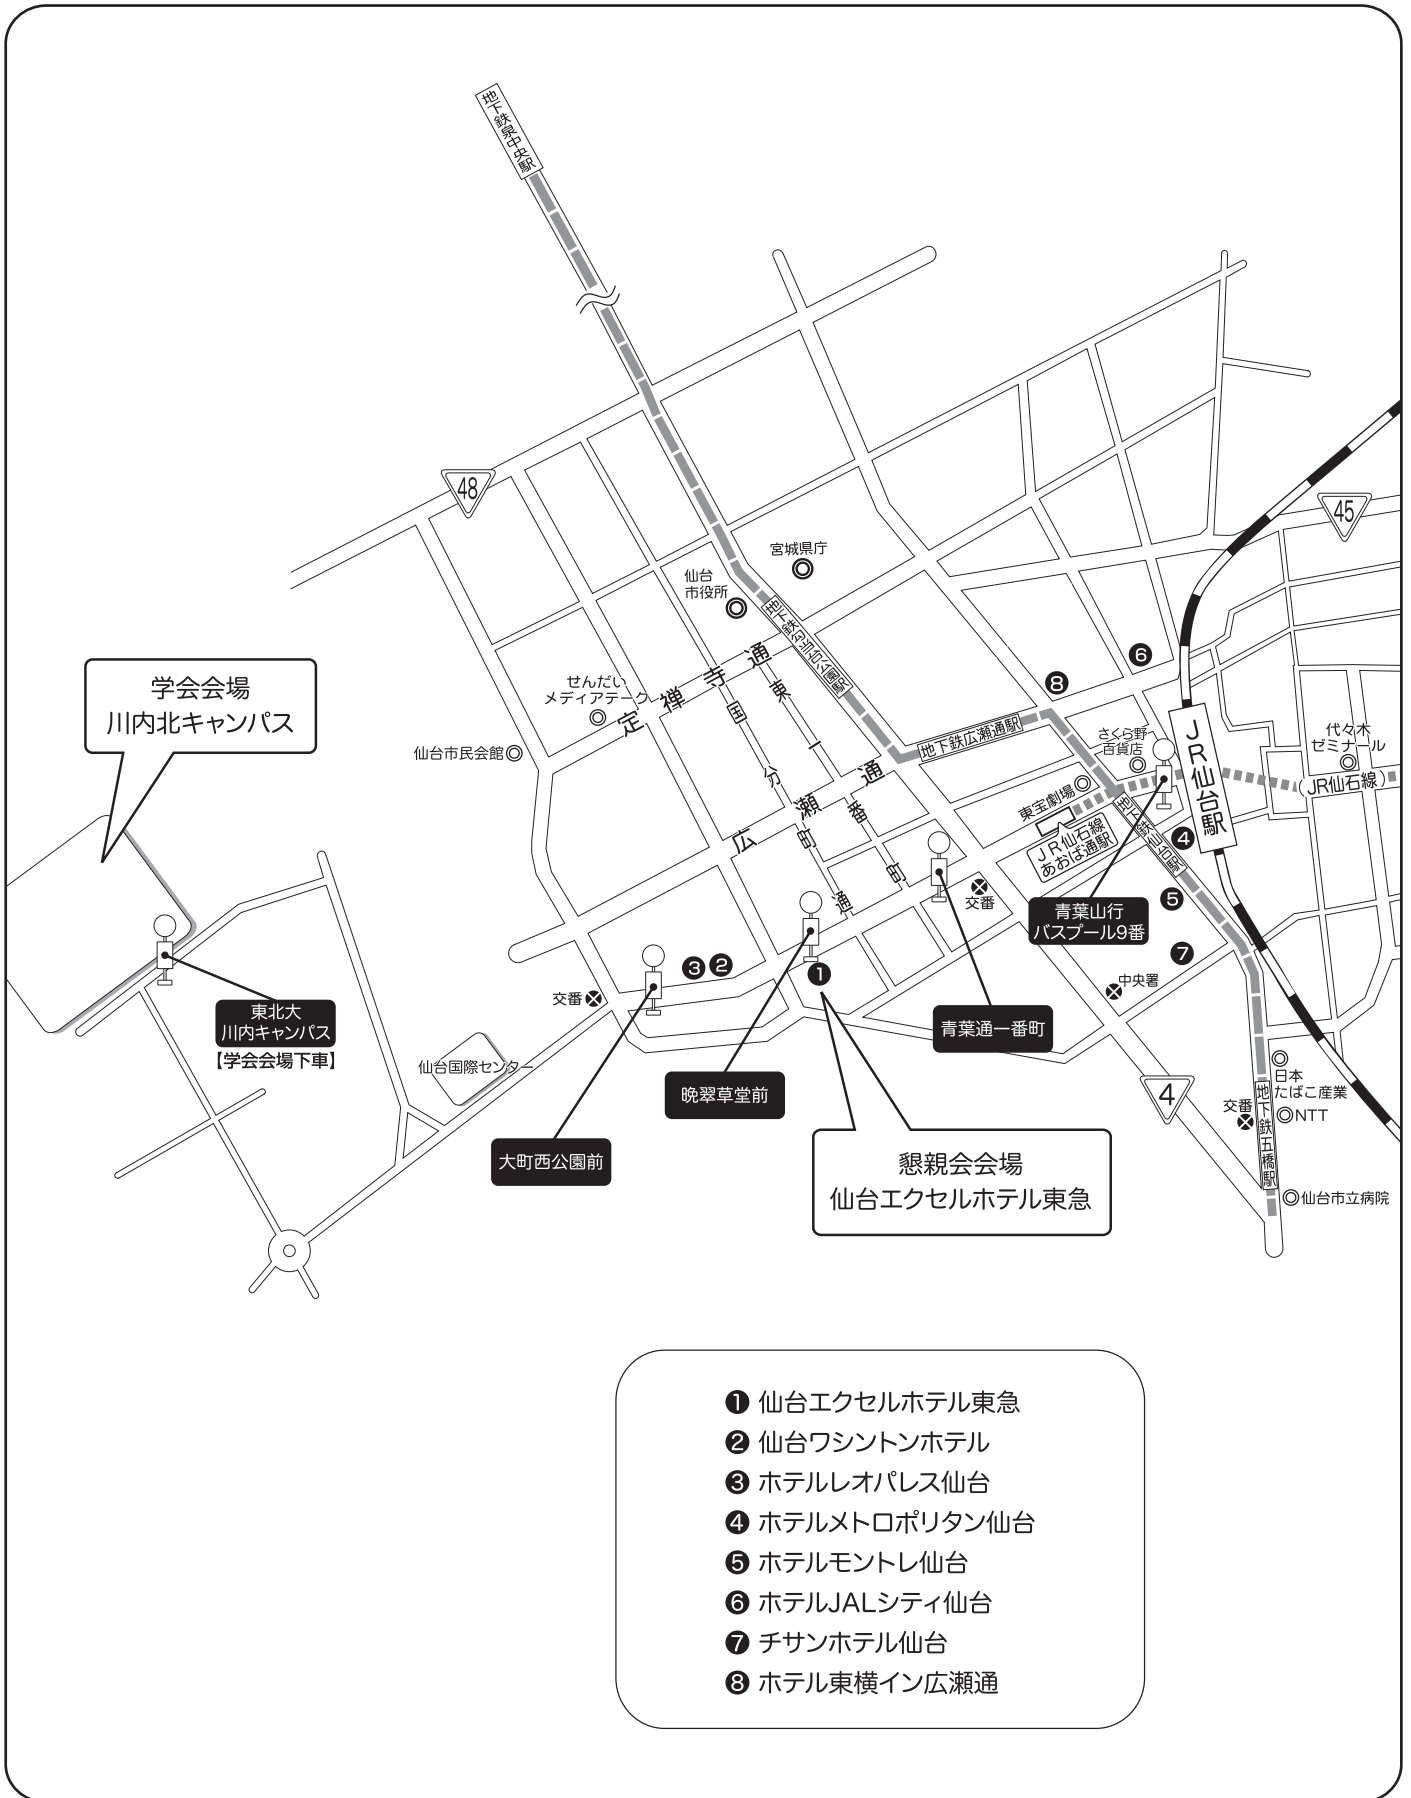 地下鉄泉中央駅
48
45
宮城県庁
仙台
市役所
地下鉄勾当台公園駅
学会会場
川内北キャンパス
せんだい
メディアテーク
定禅寺通
国分町通
東一番町
仙台市民会館
広瀬通
地下鉄広瀬通駅
8
6
さくら野
百貨店
JR仙台駅
代々木
ゼミナール
(JR仙石線)
東宝劇場
JR仙石線
あおば通駅
地下鉄仙台駅
4
5
7
交番
青葉山行
バスプール9番
中央署
3
2
1
交番
東北大
川内キャンパス
【学会会場下車】
青葉通一番町
仙台国際センター
晩翠草堂前
大町西公園前
4
日本
たばこ産業
交番
NTT
地下鉄五橋駅
仙台市立病院
懇親会会場
仙台エクセルホテル東急
1 仙台エクセルホテル東急
2 仙台ワシントンホテル
3 ホテルレオパレス仙台
4 ホテルメトロポリタン仙台
5 ホテルモントレ仙台
6 ホテルJALシティ仙台
7 チサンホテル仙台
8 ホテル東横イン広瀬通